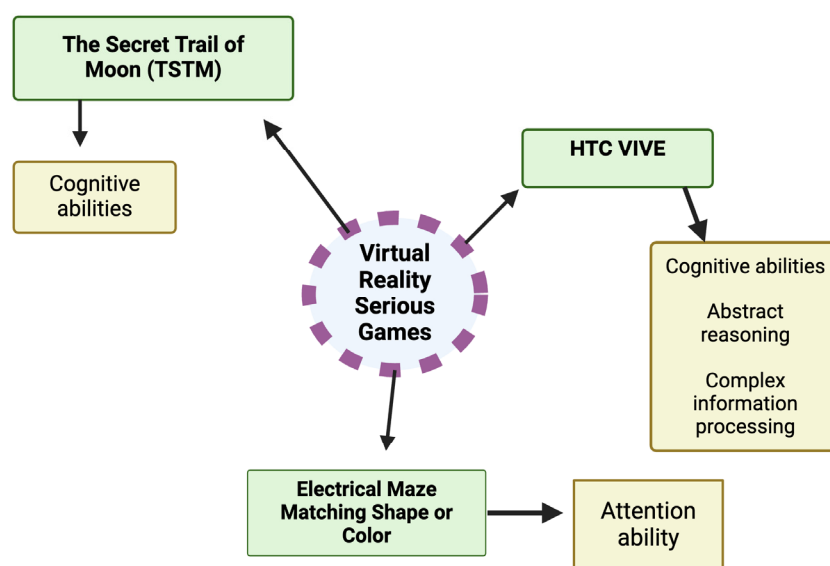 The Secret Trail of
Moon (TSTM)
Cognitive
abilities
HTC VIVE
Cognitive abilities
Abstract
reasoning
Complex
information
processing
Virtual
Reality
Serious
Games
Electrical Maze
Matching Shape or
Color
Attention
ability